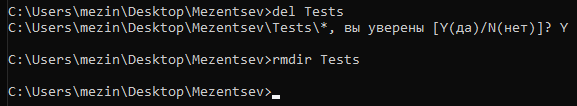 C:\Users\mezin\Desktop\Mezentsev>del Tests
C:\Users\mezin\Desktop\Mezentsev\Tests\*, вы уверены [Y(да)/N(нет)]? Y
C:\Users\mezin\Desktop\Mezentsev>rmdir Tests
C:\Users\mezin\Desktop\Mezentsev>